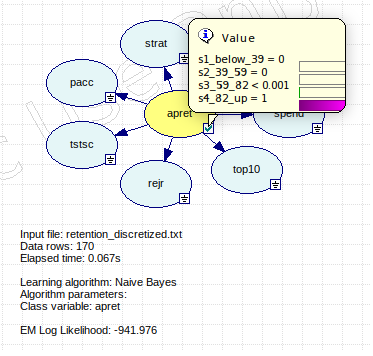 strat
Value
s1_below_39 = 0
s2_39_59 = 0
s3_59_82 < 0.001
s4_82_up = 1
pacc
apret
spend
tstsc
rejr
top10
Input file: retention_discretized.txt
Data rows: 170
Elapsed time: 0.067s
Learning algorithm: Naive Bayes
Algorithm parameters:
Class variable: apret
EM Log Likelihood: -941.976